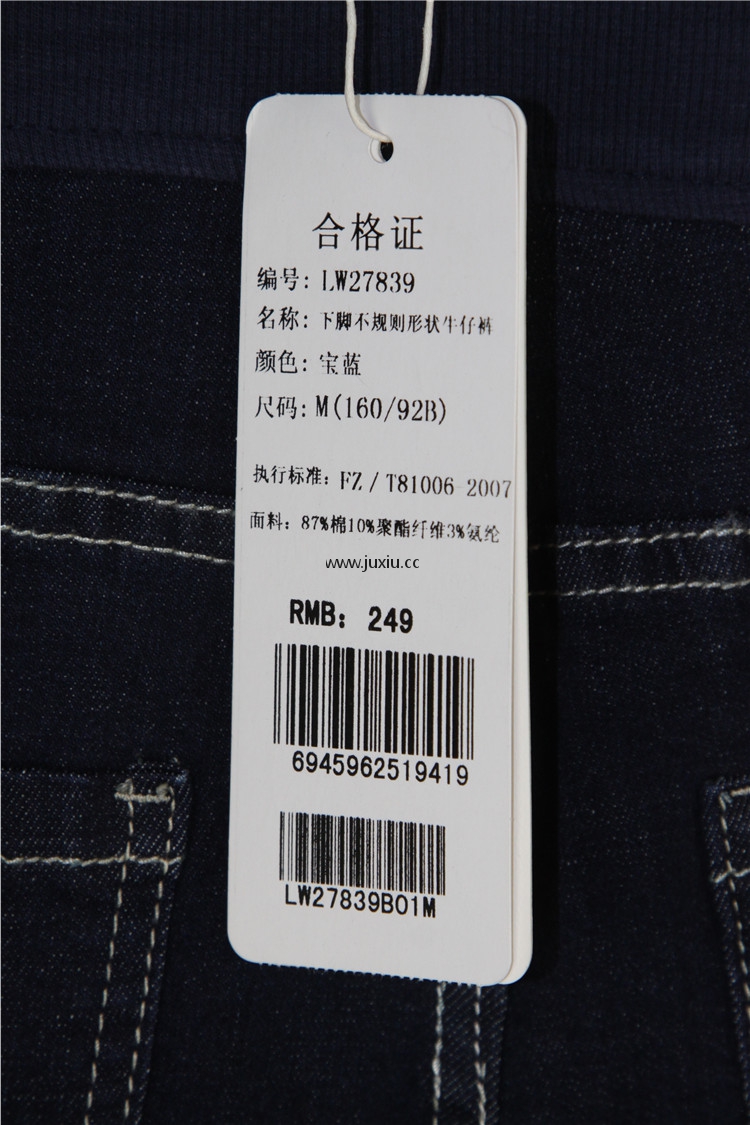 合格证
编号: LW27839
名称: 下脚不规则形状牛仔裤
颜色: 宝蓝
尺码: M(160/92B)
执行标准: FZ/T81006-2007
面料: 87%棉10%聚酯纤维3%氨纶
www.juxiu.cc
RMB: 249
6945962519419
LW27839B01M